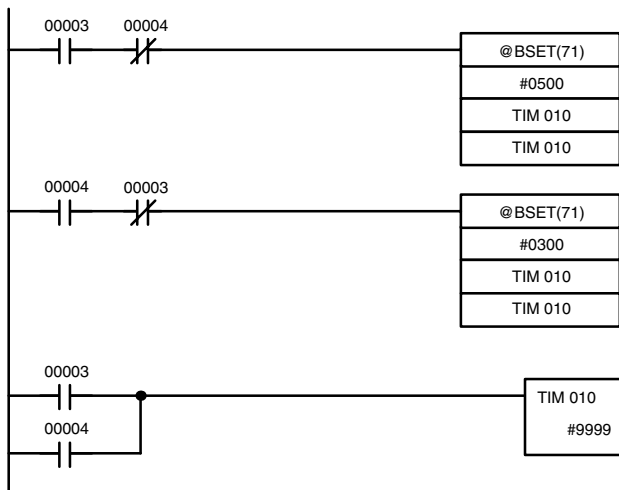 00003 00004
@BSET(71)
#0500
TIM 010
TIM 010
00004 00003
@BSET(71)
#0300
TIM 010
TIM 010
00003
TIM 010
#9999
00004